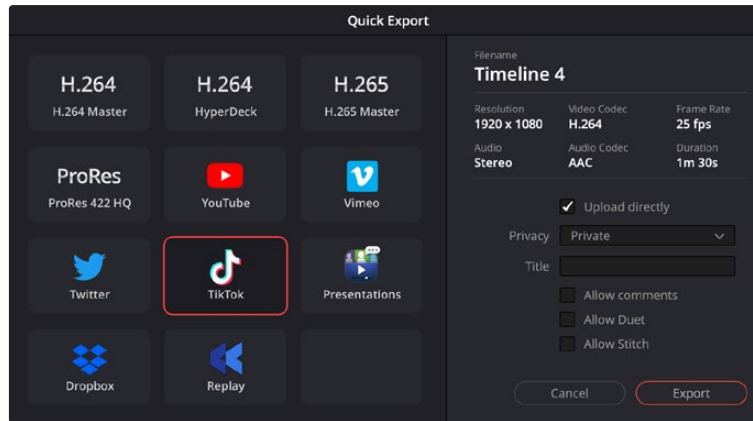 Quick Export
H.264
H.264 Master
H.264
HyperDeck
H.265
H.265 Master
ProRes
ProRes 422 HQ
YouTube
Vimeo
Twitter
TikTok
Presentations
Dropbox
Replay
Filename
Timeline 4
Resolution
1920 x 1080
Video Codec
H.264
Frame Rate
25 fps
Audio
Stereo
Audio Codec
AAC
Duration
1m 30s
Upload directly
Privacy Private
Title
Allow comments
Allow Duet
Allow Stitch
Cancel Export